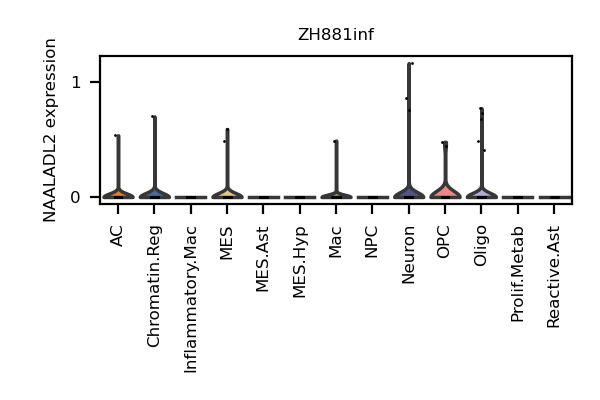 ZH881inf
NAALADL2 expression
1
0
AC
Chromatin.Reg
Inflammatory.Mac
MES
MES.Ast
MES.Hyp
Mac
NPC
Neuron
OPC
Oligo
Prolif.Metab
Reactive.Ast